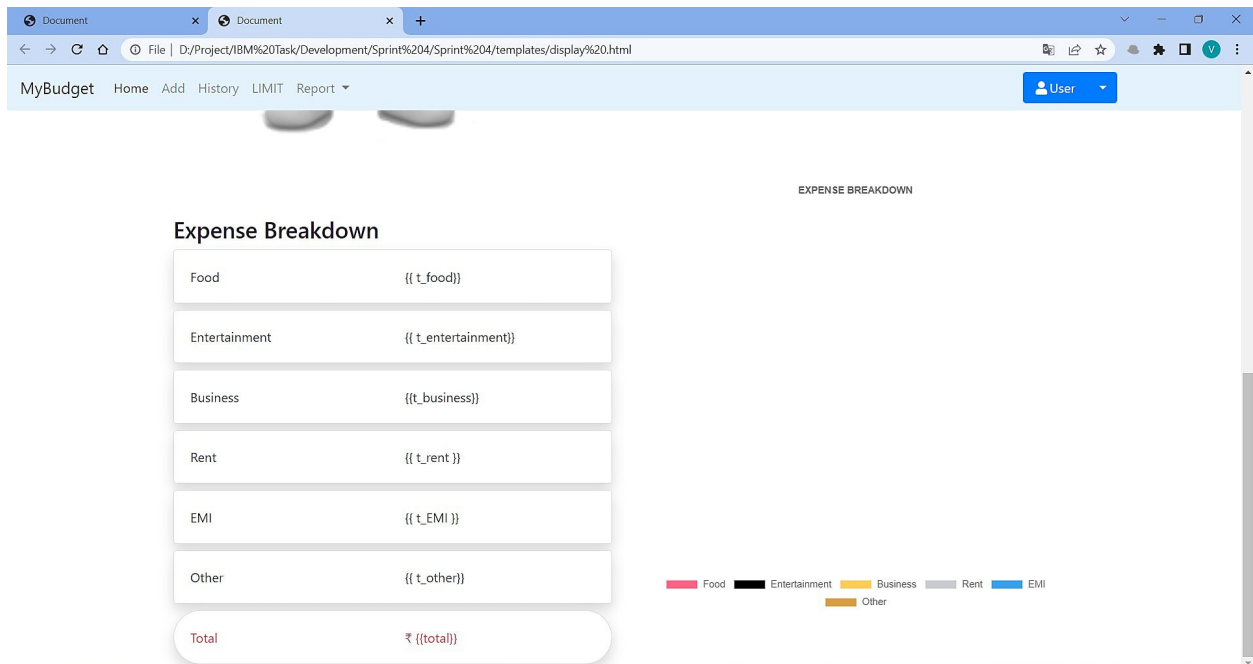 Document Document
File | D:/Project/IBM%20Task/Development/Sprint%204/Sprint%204/templates/display%20.html V
MyBudget Home Add History LIMIT Report User
EXPENSE BREAKDOWN
Expense Breakdown
Food {{ t_food}}
Entertainment {{ t_entertainment}}
Business {{t_business}}
Rent {{ t_rent }}
EMI {{ t_EMI }}
Other {{ t_other}}
Total ₹ {{total}}
Food Entertainment Business Rent EMI
Other